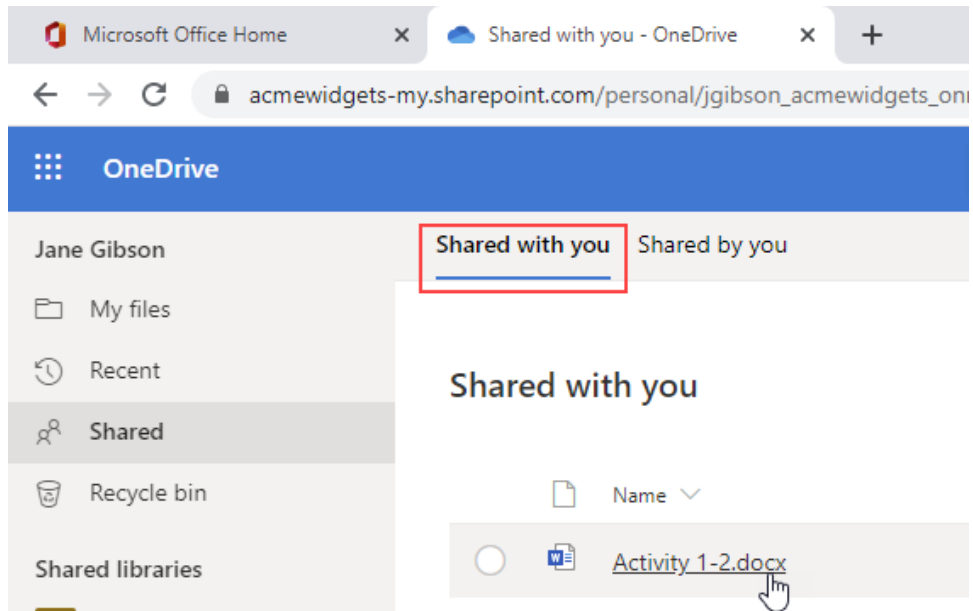 Microsoft Office Home
Shared with you - OneDrive
acmewidgets-my.sharepoint.com/personal/jgibson_acmewidgets_on
OneDrive
Jane Gibson
Shared with you
Shared by you
My files
Recent
Shared with you
Shared
Recycle bin
Name
Shared libraries
Activity 1-2.docx